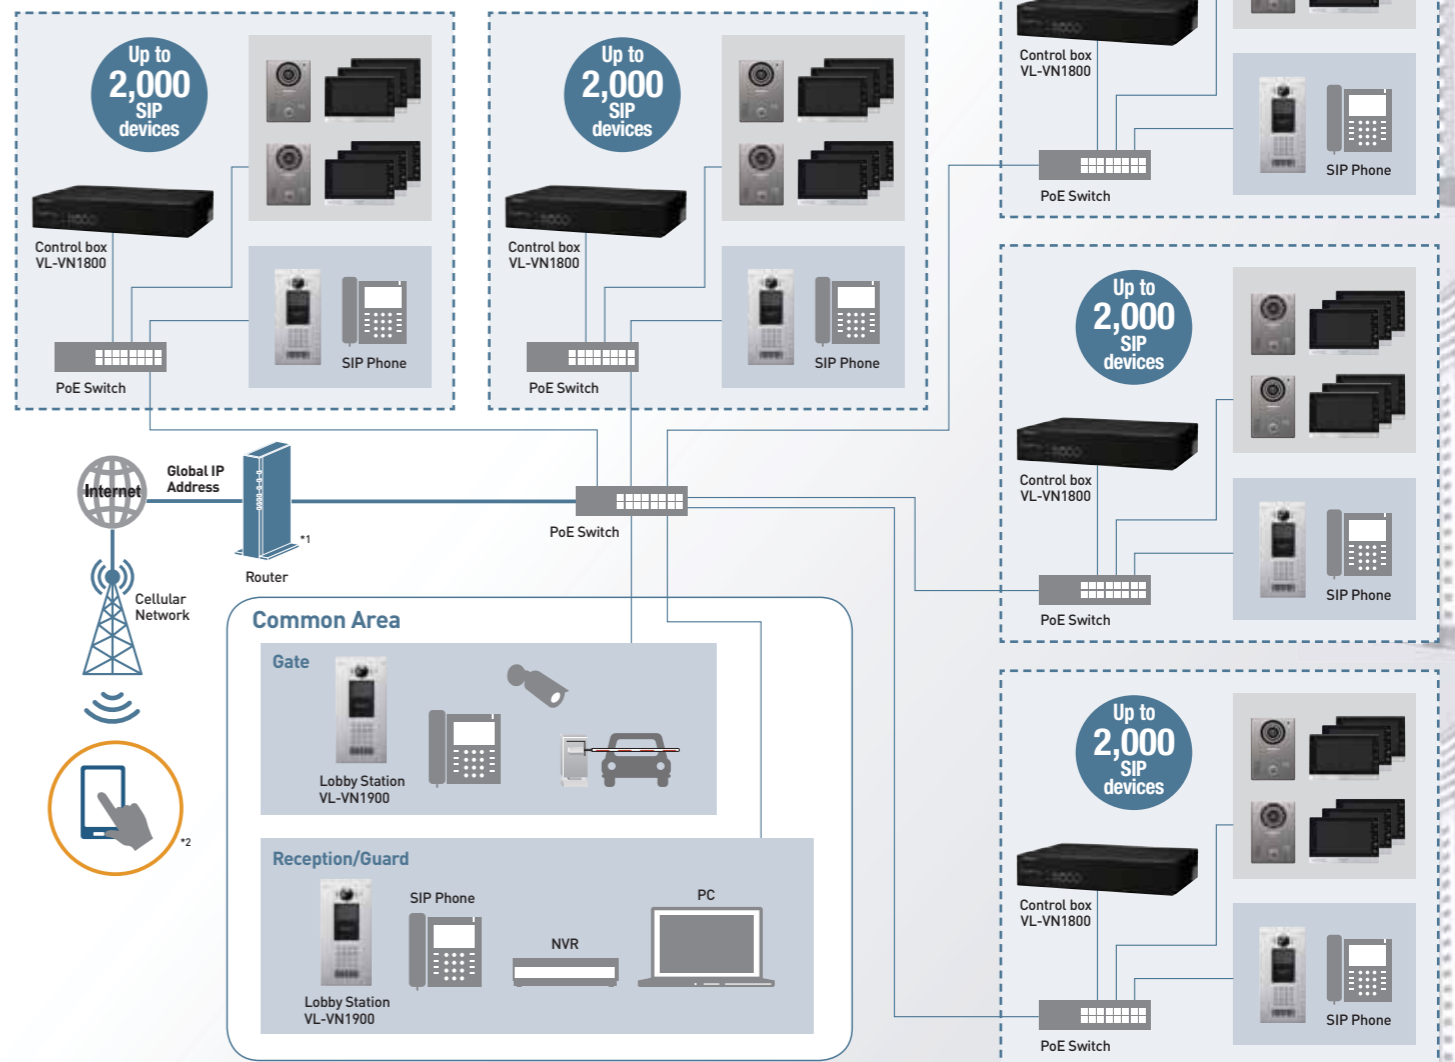 Up to
2,000
SIP
devices
Control box
VL-VN1800
SIP Phone
PoE Switch
Up to
2,000
SIP
devices
Control box
VL-VN1800
SIP Phone
PoE Switch
Control box
VL-VN1800
SIP Phone
PoE Switch
Up to
2,000
SIP
devices
Control box
VL-VN1800
SIP Phone
PoE Switch
Up to
2,000
SIP
devices
Control box
VL-VN1800
SIP Phone
PoE Switch
Internet
Global IP
Address
*1
Router
PoE Switch
Cellular
Network
*2
Common Area
Gate
Lobby Station
VL-VN1900
Reception/Guard
SIP Phone
NVR
PC
Lobby Station
VL-VN1900